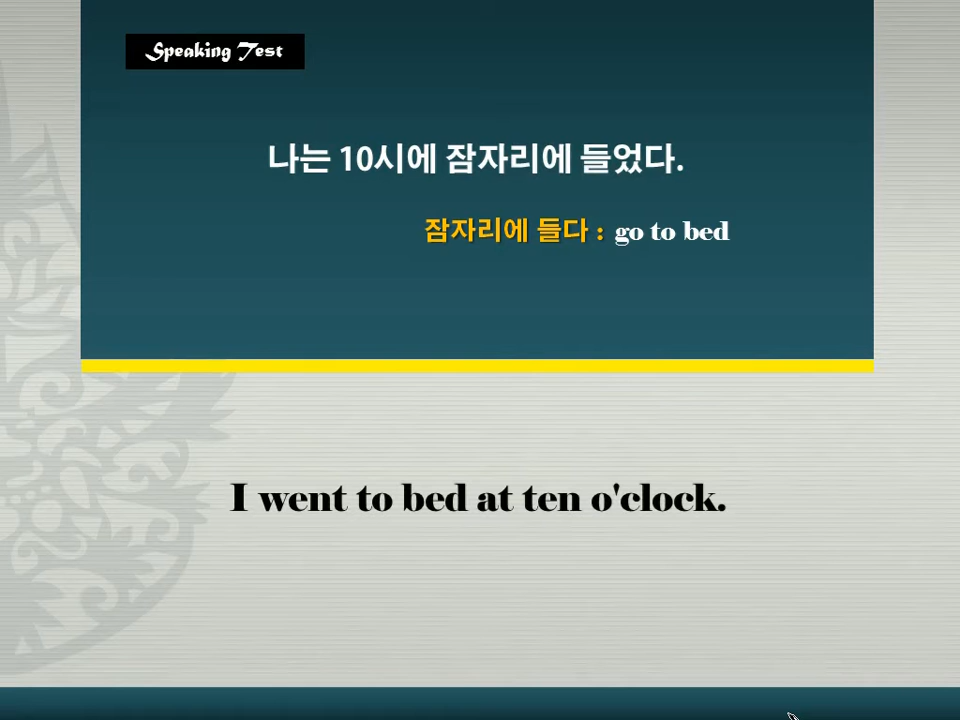 Speaking Test
나는 10시에 잠자리에 들었다.
잠자리에 들다 : go to bed
I went to bed at ten o'clock.